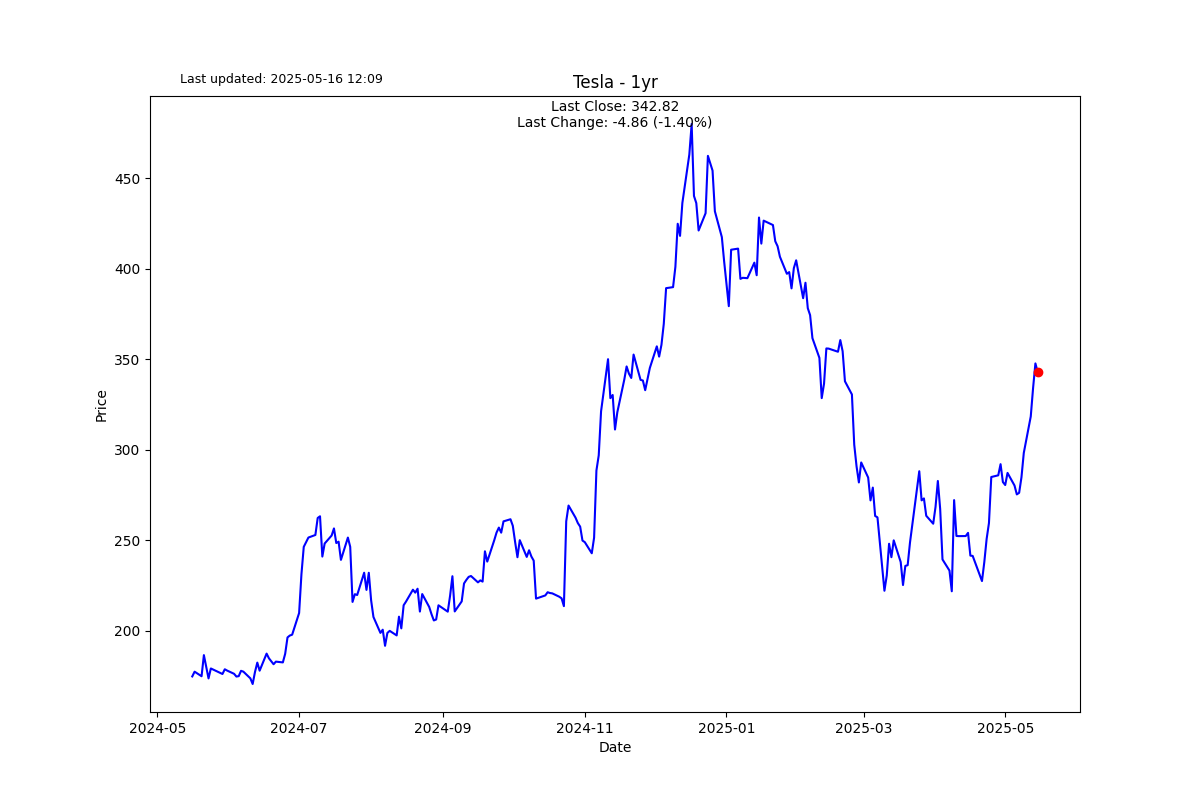 Last updated: 2025-05-16 12:09
Tesla - 1yr
Last Close: 342.82
Last Change: -4.86 (-1.40%)
450
400
350
300
250
200
Price
2024-05
2024-07
2024-09
2024-11
2025-01
2025-03
2025-05
Date